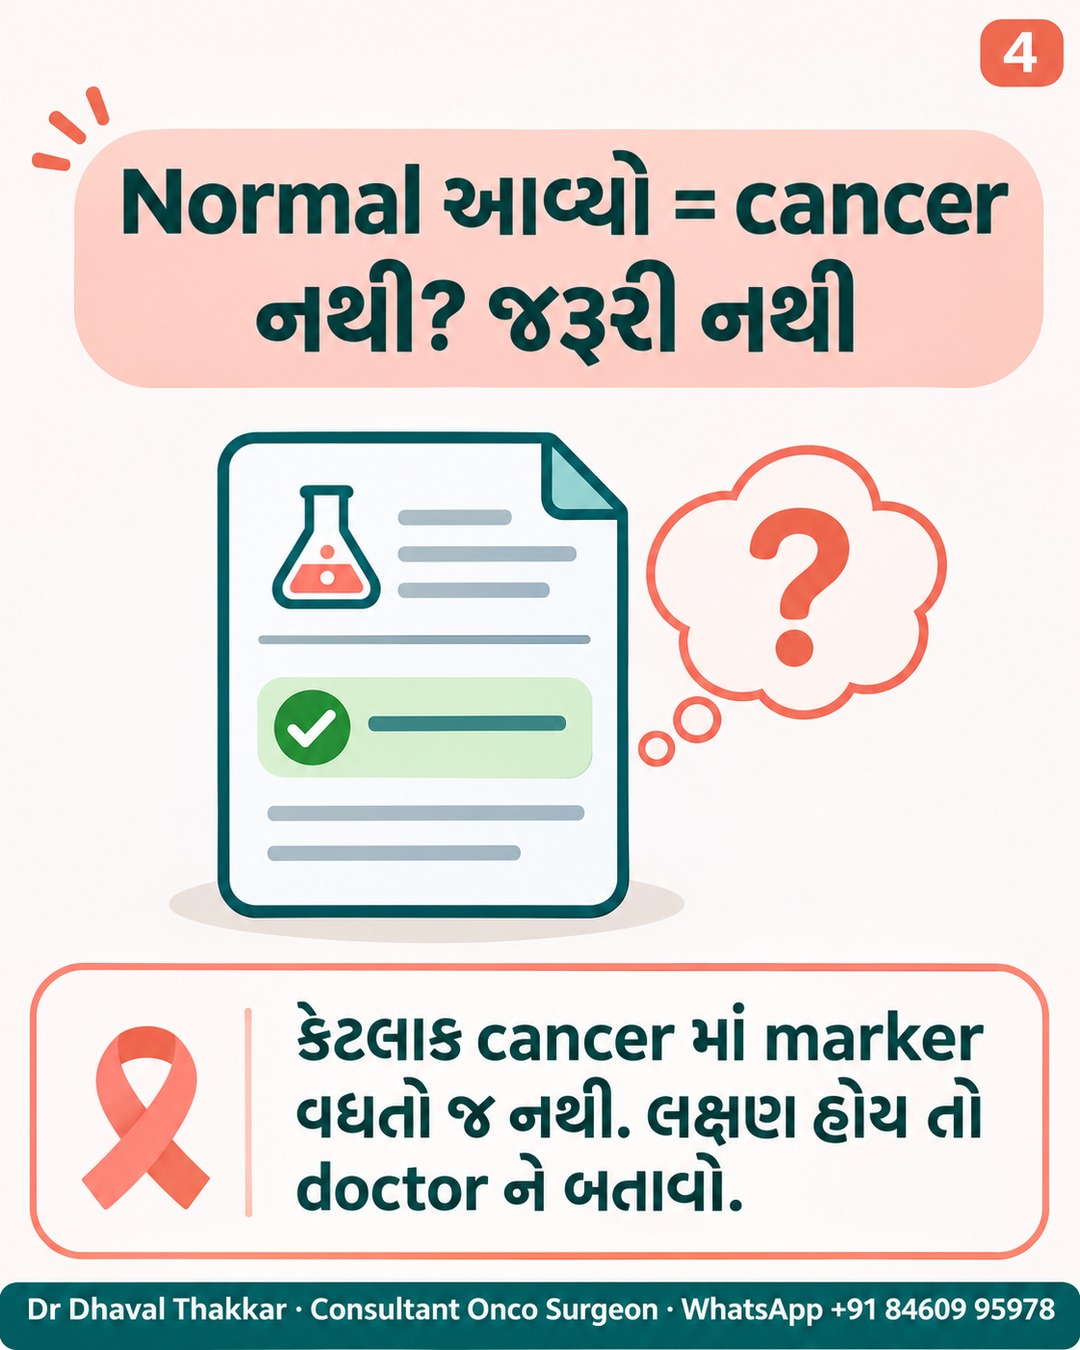 4
Normal આવ્યો = cancer
નથી? જરૂરી નથી
?
કેટલાક cancer માં marker
વધતો જ નથી. લક્ષણ હોય તો
doctor ને બતાવો.
Dr Dhaval Thakkar · Consultant Onco Surgeon · WhatsApp +91 84609 95978